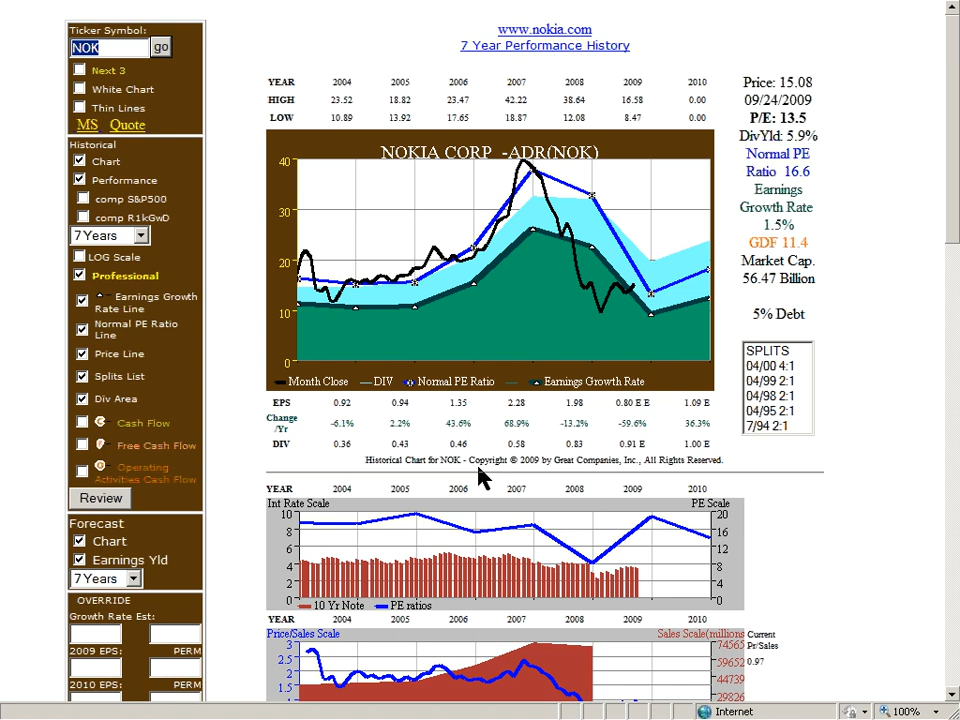 Ticker Symbol:
NOK go
Next 3
White Chart
Thin Lines
MS Quote
Historical
Chart
Performance
comp S&P500
comp R1kGwD
7 Years
LOG Scale
Professional
Earnings Growth
Rate Line
Normal PE Ratio
Line
Price Line
Splits List
Div Area
Cash Flow
Free Cash Flow
Operating
Activities Cash Flow
Review
Forecast
Chart
Earnings Yld
7 Years
OVERRIDE
Growth Rate Est:
2009 EPS: PERM
2010 EPS: PERM
www.nokia.com
7 Year Performance History
YEAR 2004 2005 2006 2007 2008 2009 2010
HIGH 23.52 18.82 23.47 42.22 38.64 16.58 0.00
LOW 10.89 13.92 17.65 18.87 12.08 8.47 0.00
NOKIA CORP -ADR(NOK)
40
30
20
10
0
Month Close DIV Normal PE Ratio Earnings Growth Rate
EPS 0.92 0.94 1.35 2.28 1.98 0.80 E E 1.09 E
Change
/Yr -6.1% 2.2% 43.6% 68.9% -13.2% -59.6% 36.3%
DIV 0.36 0.43 0.46 0.58 0.83 0.91 E 1.00 E
Historical Chart for NOK - Copyright © 2009 by Great Companies, Inc., All Rights Reserved.
Price: 15.08
09/24/2009
P/E: 13.5
DivYld: 5.9%
Normal PE
Ratio 16.6
Earnings
Growth Rate
1.5%
GDF 11.4
Market Cap.
56.47 Billion
5% Debt
SPLITS
04/00 4:1
04/99 2:1
04/98 2:1
04/95 2:1
7/94 2:1
YEAR 2004 2005 2006 2007 2008 2009 2010
Int Rate Scale PE Scale
10 20
8 16
6 12
4 8
2 4
0 0
10 Yr Note PE ratios
YEAR 2004 2005 2006 2007 2008 2009 2010
Price/Sales Scale Sales Scale(millions
3 74565
2.5 59652
2 44739
1.5 29826
Current
Pr/Sales
0.97
Internet 100%